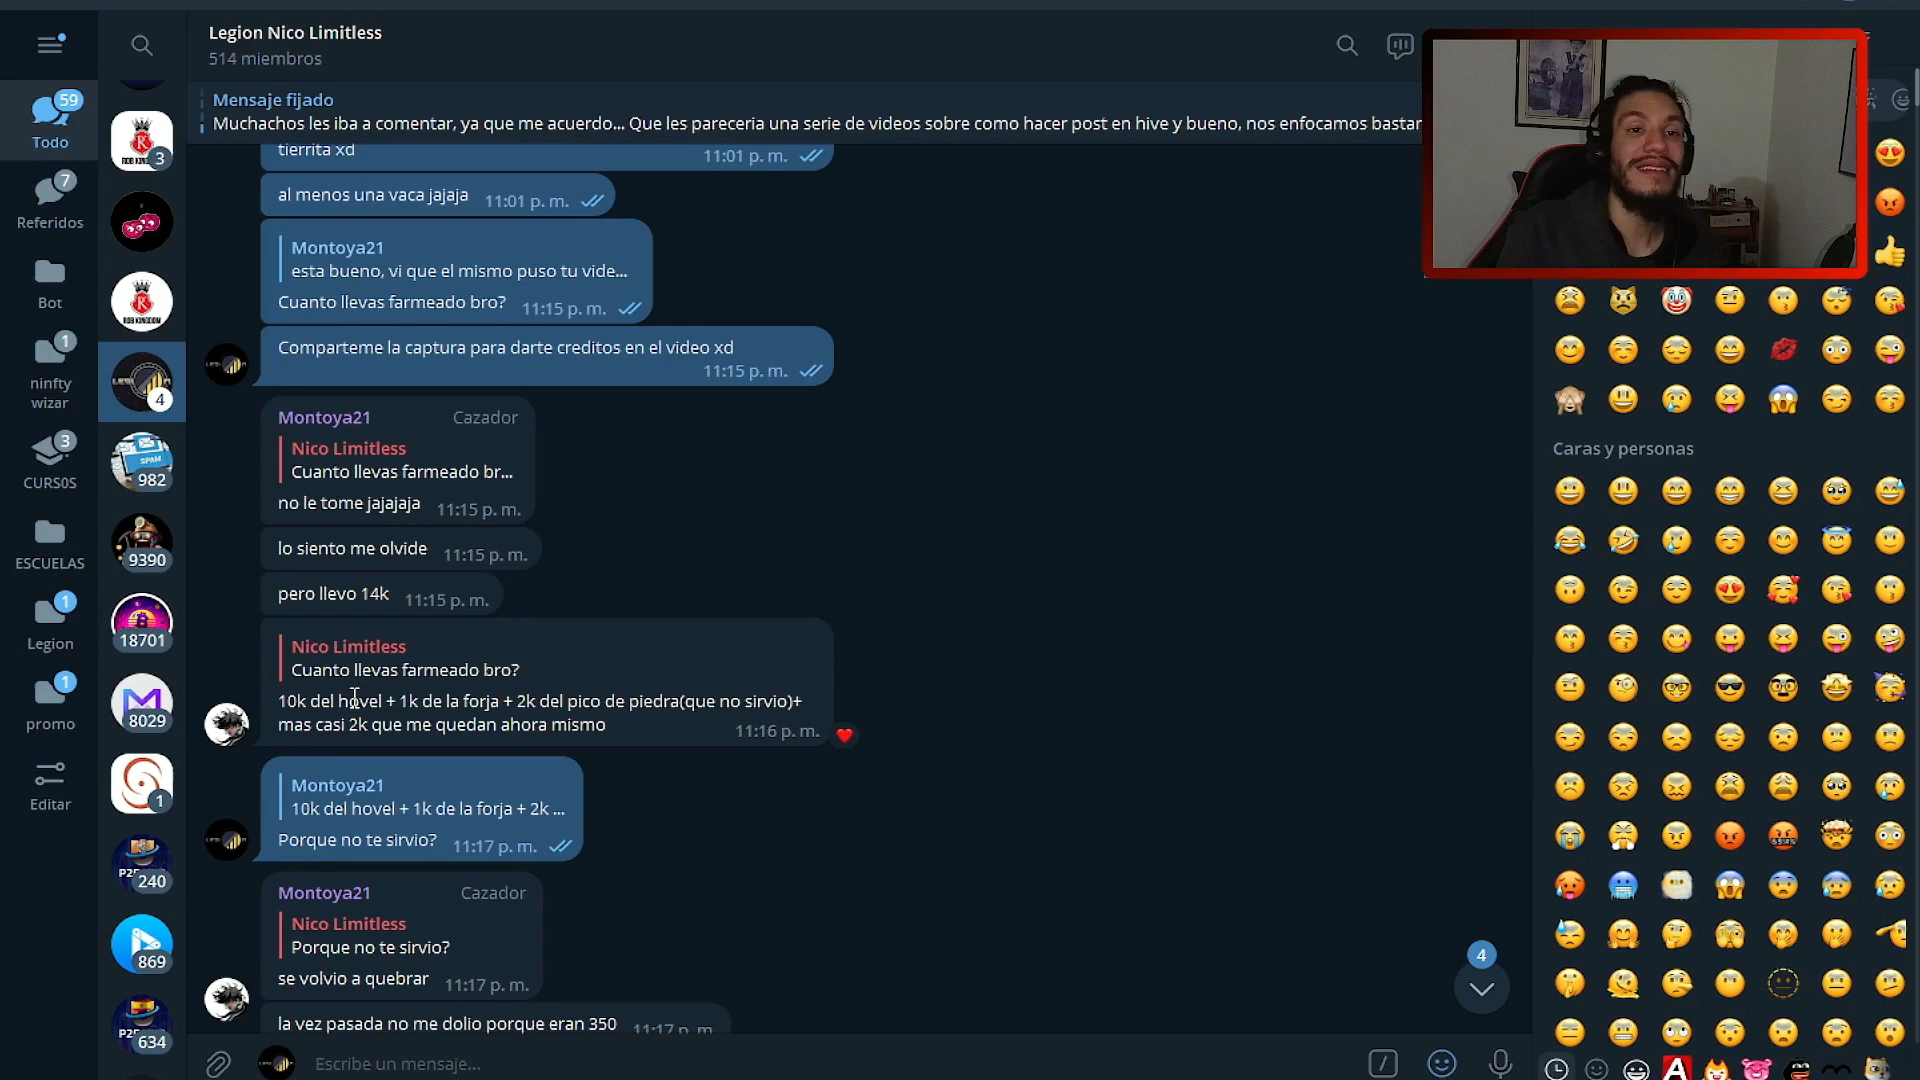 Legion Nico Limitless
514 miembros
Mensaje fijado
Muchachos les iba a comentar, ya que me acuerdo... Que les pareceria una serie de videos sobre como hacer post en hive y bueno, nos enfocamos bastar
59
Todo
7
Referidos
Bot
1
ninfty
wizar
3
CURS0S
ESCUELAS
1
Legion
1
promo
Editar
ROB KINGDOM
3
ROB KINGDOM
4
SPAM
982
9390
18701
8029
1
240
869
634
tierrita xd
11:01 p. m.
al menos una vaca jajaja 11:01 p. m.
Montoya21
esta bueno, vi que el mismo puso tu vide...
Cuanto llevas farmeado bro? 11:15 p. m.
Comparteme la captura para darte creditos en el video xd
11:15 p. m.
Montoya21 Cazador
Nico Limitless
Cuanto llevas farmeado br...
no le tome jajajaja 11:15 p. m.
lo siento me olvide 11:15 p. m.
pero llevo 14k 11:15 p. m.
Nico Limitless
Cuanto llevas farmeado bro?
10k del hovel + 1k de la forja + 2k del pico de piedra(que no sirvio)+
mas casi 2k que me quedan ahora mismo
11:16 p. m.
Montoya21
10k del hovel + 1k de la forja + 2k ...
Porque no te sirvio? 11:17 p. m.
Montoya21 Cazador
Nico Limitless
Porque no te sirvio?
se volvio a quebrar 11:17 p. m.
la vez pasada no me dolio porque eran 350 11:17 p. m.
4
Escribe un mensaje...
Caras y personas